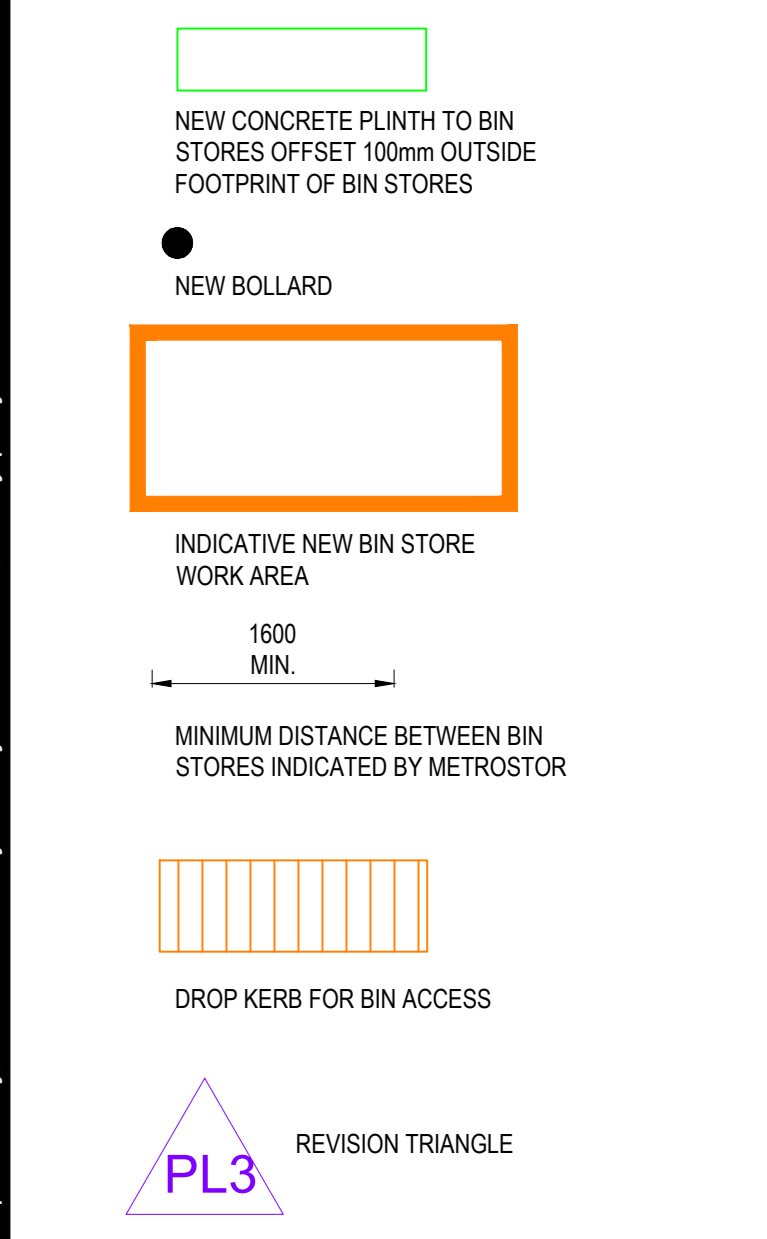 NEW CONCRETE PLINTH TO BIN
STORES OFFSET 100mm OUTSIDE
FOOTPRINT OF BIN STORES
NEW BOLLARD
INDICATIVE NEW BIN STORE
WORK AREA
1600
MIN.
MINIMUM DISTANCE BETWEEN BIN
STORES INDICATED BY METROSTOR
DROP KERB FOR BIN ACCESS
PL3
REVISION TRIANGLE